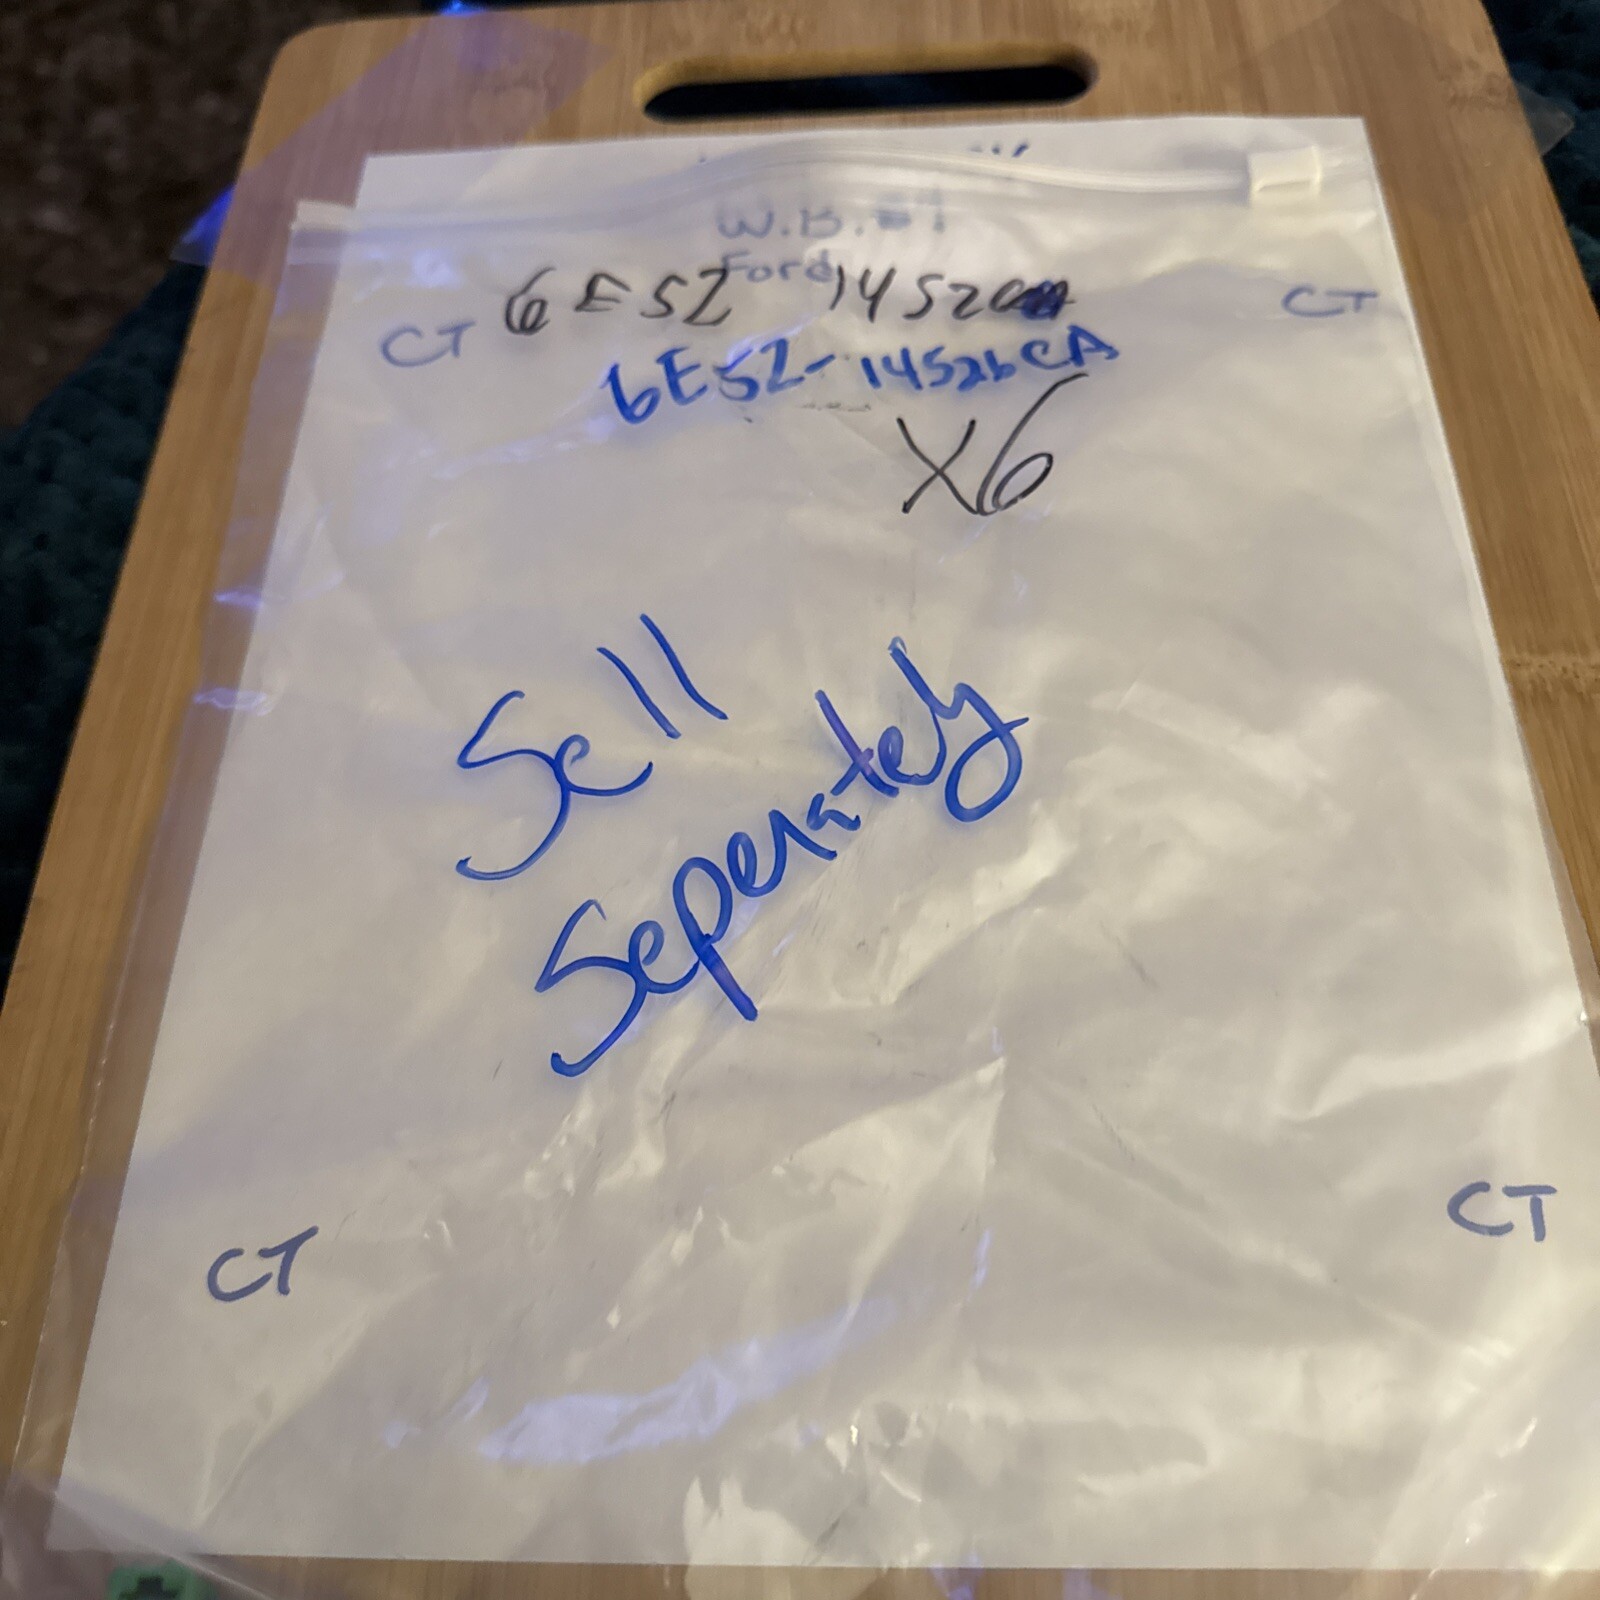 W.B.#1
Ford
CT
6E5Z 14520
CT
6E5Z-14526CA
X6
Sell
Seperately
CT
CT